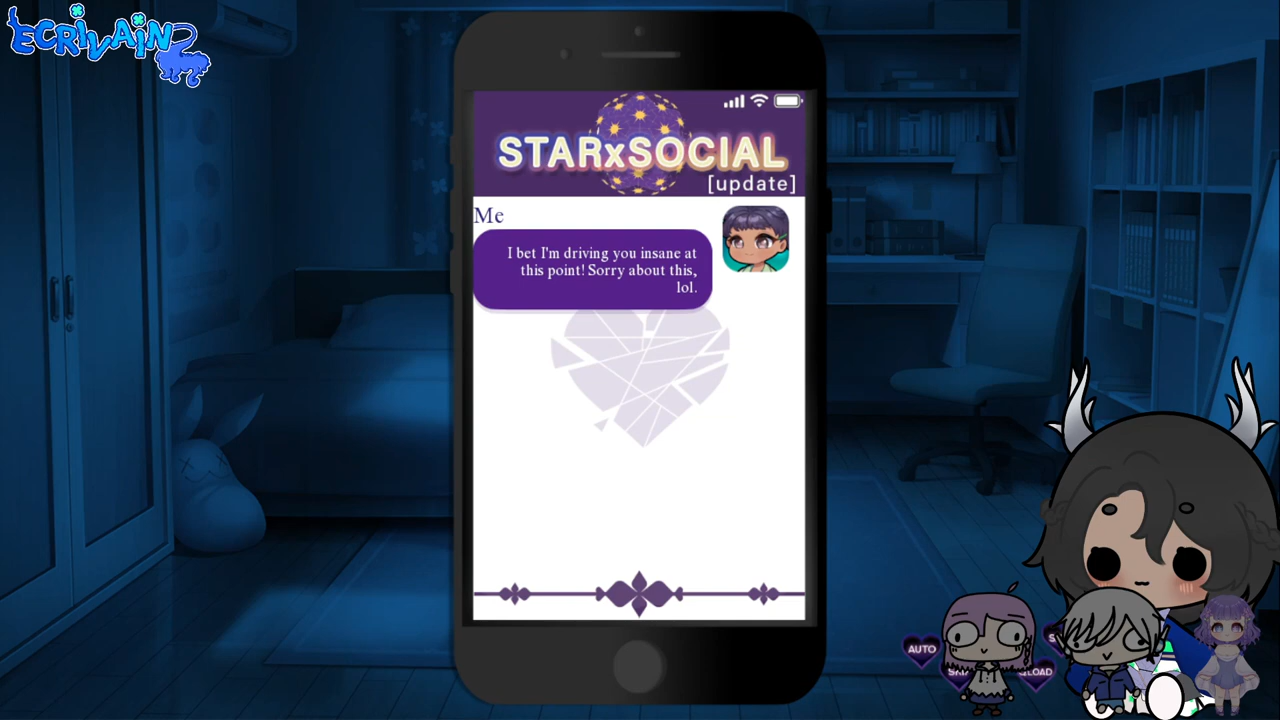 ECRIVAIN
STARxSOCIAL
[update]
Me
I bet I'm driving you insane at
this point! Sorry about this,
lol.
AUTO